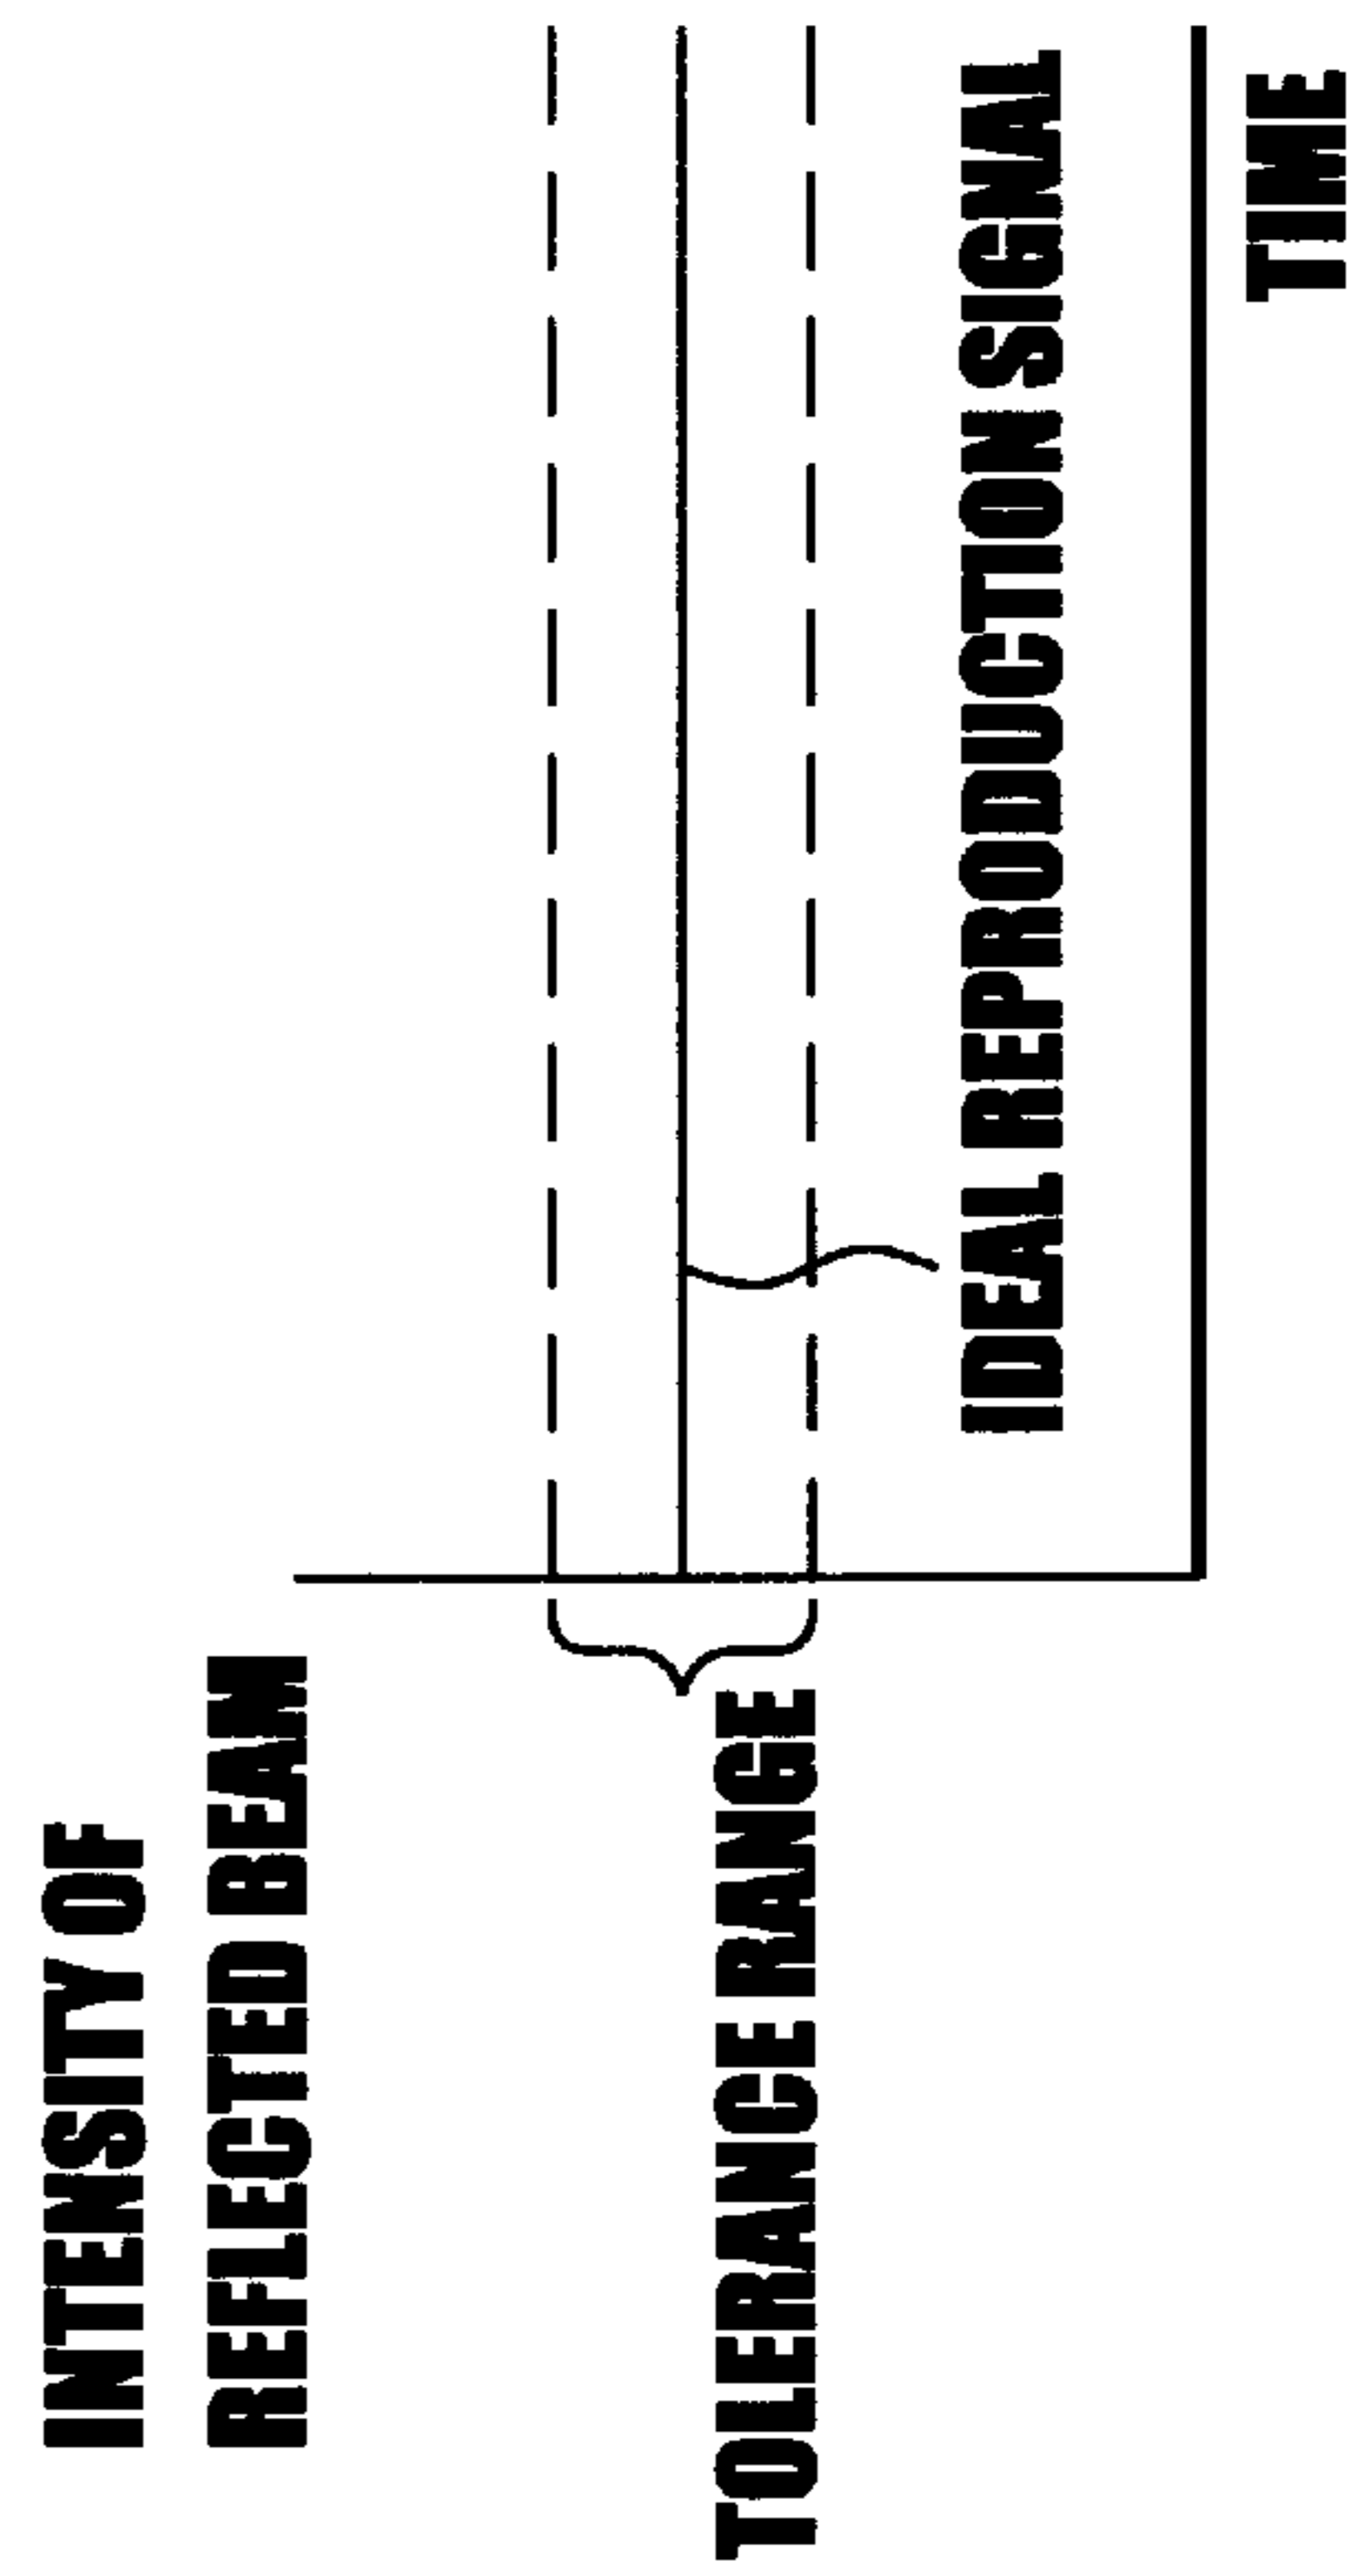 INTENSITY OF
REFLECTED BEAM
TOLERANCE RANGE
IDEAL REPRODUCTION SIGNAL
TIME